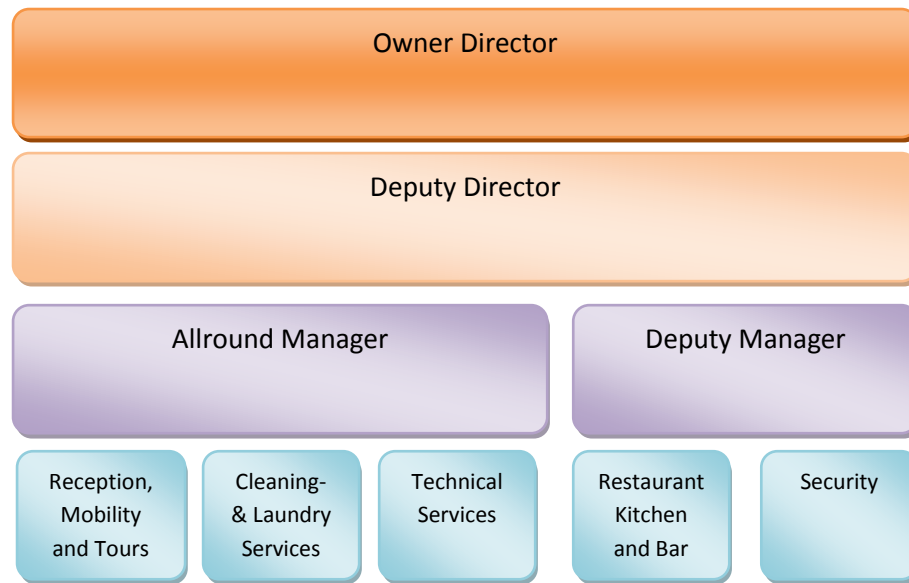 Owner Director
Deputy Director
Allround Manager
Deputy Manager
Reception,
Mobility
and Tours
Cleaning-
& Laundry
Services
Technical
Services
Restaurant
Kitchen
and Bar
Security